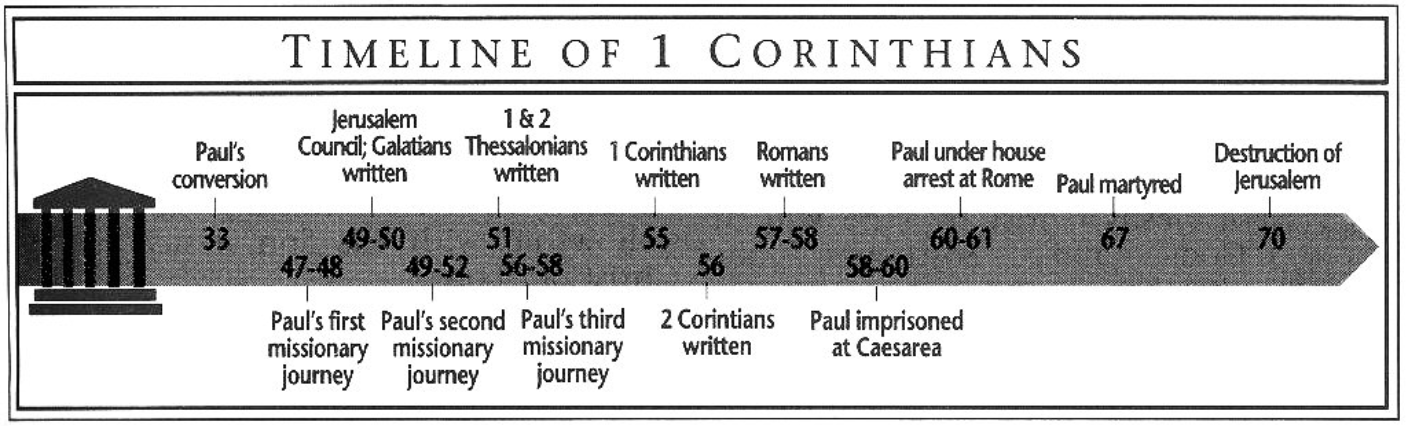 TIMELINE OF 1 CORINTHIANS
Paul's
conversion
Jerusalem
Council; Galatians
written
1 & 2
Thessalonians
written
1 Corinthians
written
Romans
written
Paul under house
arrest at Rome
Paul martyred
Destruction of
Jerusalem
33 49-50 51 55 57-58 60-61 67 70
47-48 49-52 56-58 56 58-60
Paul's first
missionary
journey
Paul's second
missionary
journey
Paul's third
missionary
journey
2 Corintians
written
Paul imprisoned
at Caesarea